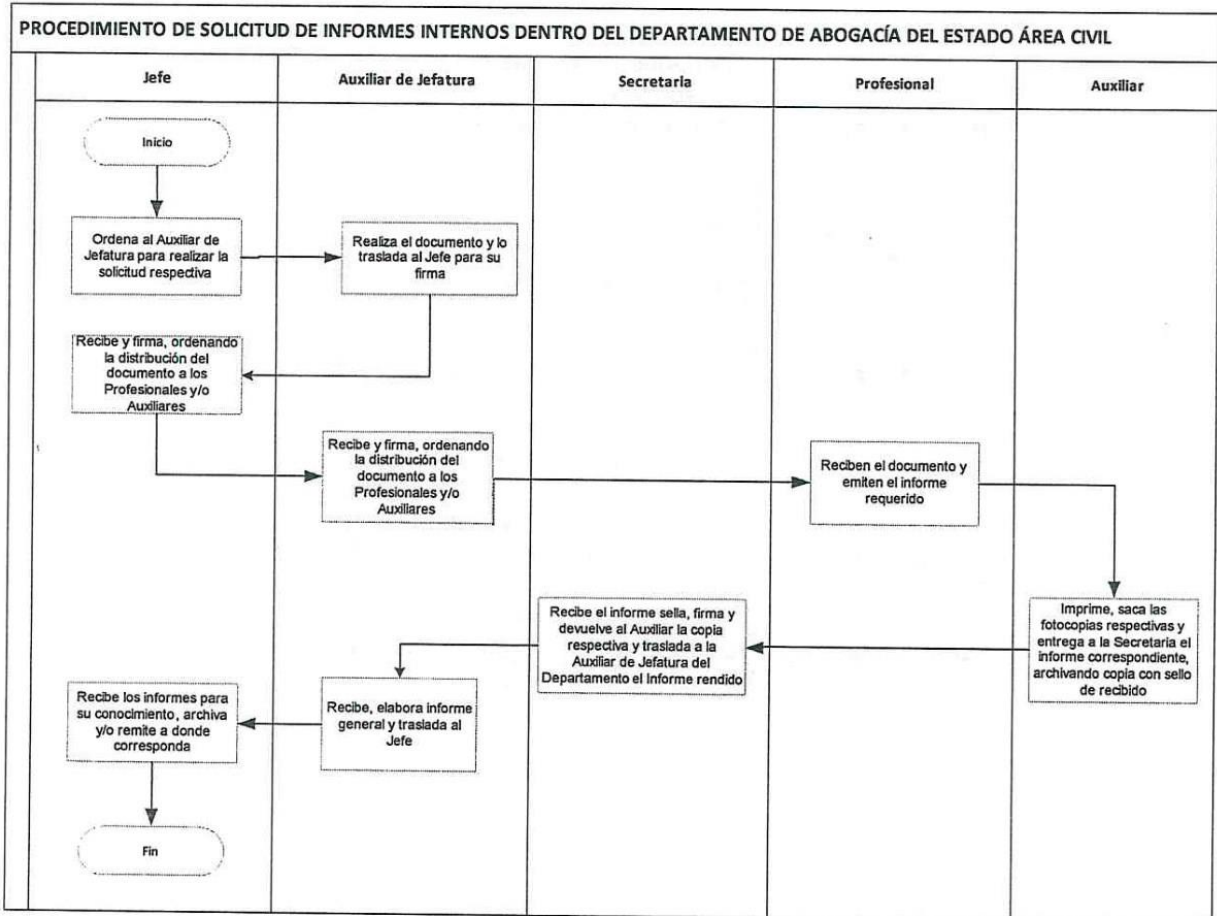 PROCEDIMIENTO DE SOLICITUD DE INFORMES INTERNOS DENTRO DEL DEPARTAMENTO DE ABOGACÍA DEL ESTADO ÁREA CIVIL
Jefe
Auxiliar de Jefatura
Secretaria
Profesional
Auxiliar
Inicio
Ordena al Auxiliar de
Jefatura para realizar la
solicitud respectiva
Realiza el documento y lo
traslada al Jefe para su
firma
Recibe y firma, ordenando
la distribución del
documento a los
Profesionales y/o
Auxiliares
Recibe y firma, ordenando
la distribución del
documento a los
Profesionales y/o
Auxiliares
Reciben el documento y
emiten el informe
requerido
Imprime, saca las
fotocopias respectivas y
entrega a la Secretaria el
informe correspondiente,
archivando copia con sello
de recibido
Recibe el informe sella, firma y
devuelve al Auxiliar la copia
respectiva y traslada a la
Auxiliar de Jefatura del
Departamento el Informe rendido
Recibe, elabora informe
general y traslada al
Jefe
Recibe los informes para
su conocimiento, archiva
y/o remite a donde
corresponda
Fin